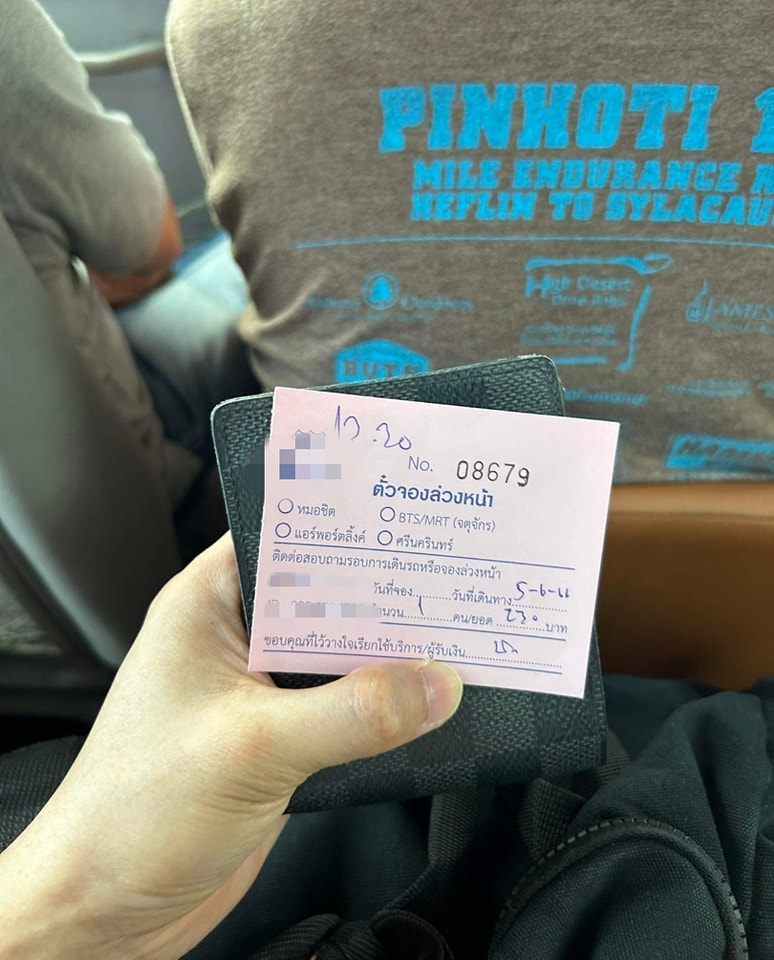 PINHOTI 1
MILE ENDURANCE R
HEFLIN TO SYLACAU
High Desert
Drop Bags
BUTS
No. 08679
ตั๋วจองล่วงหน้า
หมอชิต BTS/MRT (จตุจักร)
แอร์พอร์ตลิ้งค์ ศรีนครินทร์
ติดต่อสอบถามรอบการเดินรถหรือจองล่วงหน้า
วันที่จอง..........วันที่เดินทาง 5-6-66
จำนวน 1 คน/ยอด 230 บาท
ขอบคุณที่ไว้วางใจเรียกใช้บริการ/ผู้รับเงิน